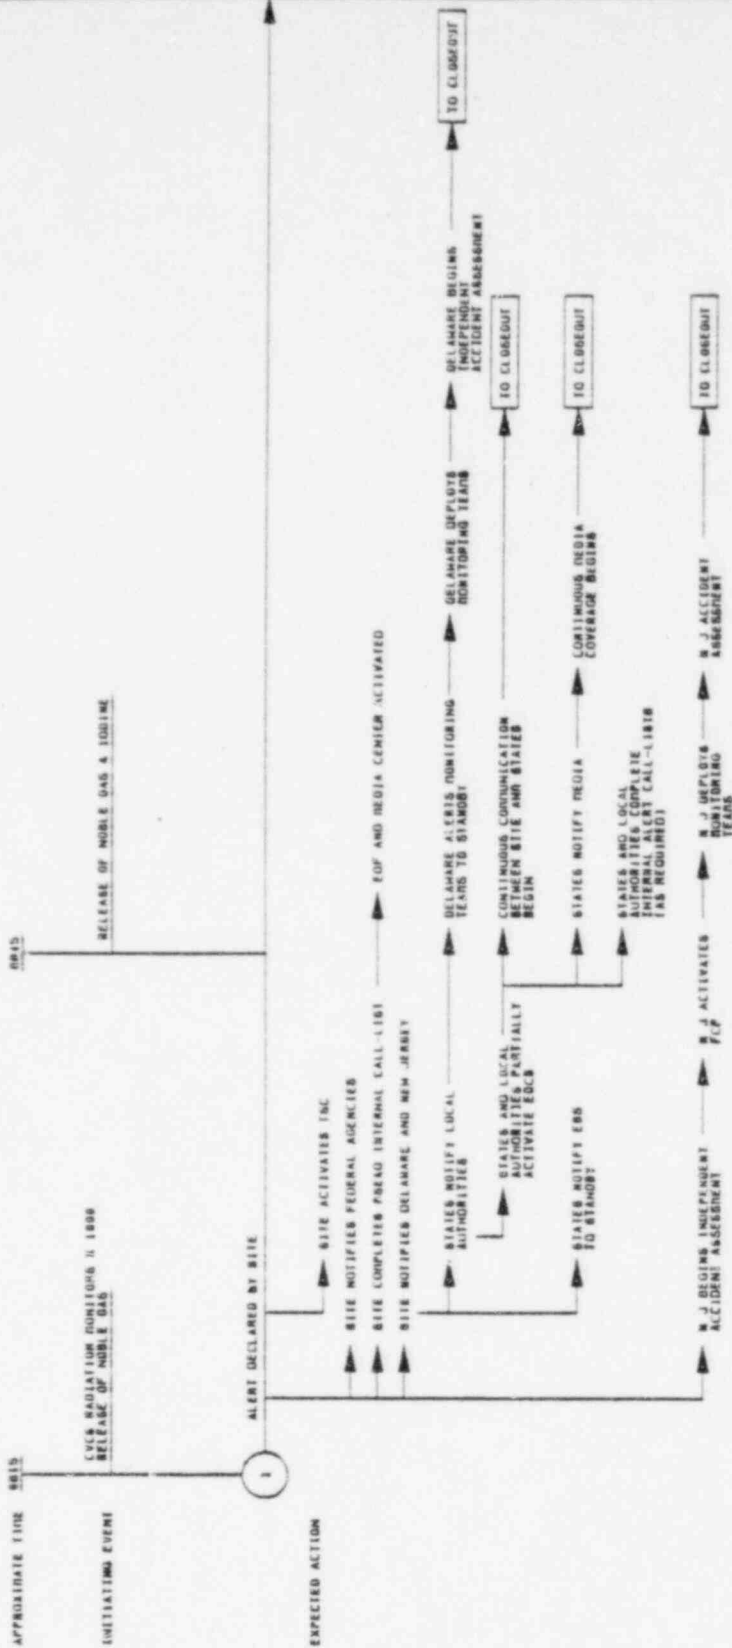 APPROXIMATE TIME
INITIATING EVENT
CVCS RADIATION MONITORS
RELEASE OF NOBLE GAS
RELEASE OF NOBLE GAS & IODINE
ALERT DECLARED BY SITE
1
EXPECTED ACTION
SITE ACTIVATES TSC
SITE NOTIFIES FEDERAL AGENCIES
SITE COMPLETES PSE&G INTERNAL CALL-LIST
EOF AND MEDIA CENTER ACTIVATED
SITE NOTIFIES DELAWARE AND NEW JERSEY
STATES NOTIFY LOCAL
AUTHORITIES
DELAWARE ALERTS MONITORING
TEAMS TO STANDBY
DELAWARE DEPLOYS
MONITORING TEAMS
DELAWARE BEGINS
INDEPENDENT
ACCIDENT ASSESSMENT
TO CLOSEOUT
STATES AND LOCAL
AUTHORITIES PARTIALLY
ACTIVATE EOCS
CONTINUOUS COMMUNICATION
BETWEEN SITE AND STATES
BEGIN
TO CLOSEOUT
STATES NOTIFY MEDIA
CONTINUOUS MEDIA
COVERAGE BEGINS
TO CLOSEOUT
STATES NOTIFY EBS
TO STANDBY
STATES AND LOCAL
AUTHORITIES COMPLETE
INTERNAL ALERT CALL-LISTS
(AS REQUIRED)
N J BEGINS INDEPENDENT
ACCIDENT ASSESSMENT
N J ACTIVATES
FCP
N J DEPLOYS
MONITORING
TEAMS
N J ACCIDENT
ASSESSMENT
TO CLOSEOUT